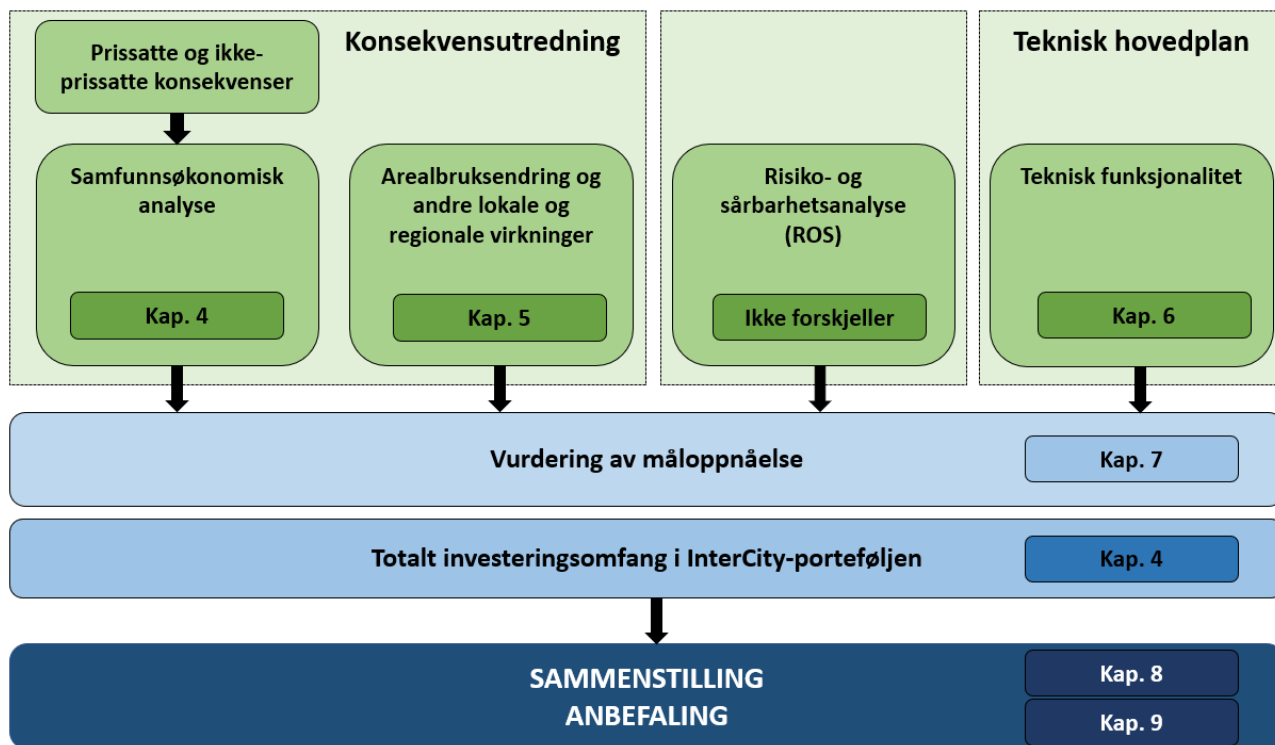 Konsekvensutredning
Prissatte og ikke-
prissatte konsekvenser
Samfunnsøkonomisk
analyse
Kap. 4
Arealbruksendring og
andre lokale og
regionale virkninger
Kap. 5
Risiko- og
sårbarhetsanalyse
(ROS)
Ikke forskjeller
Teknisk hovedplan
Teknisk funksjonalitet
Kap. 6
Vurdering av måloppnåelse
Kap. 7
Totalt investeringsomfang i InterCity-porteføljen
Kap. 4
SAMMENSTILLING
ANBEFALING
Kap. 8
Kap. 9